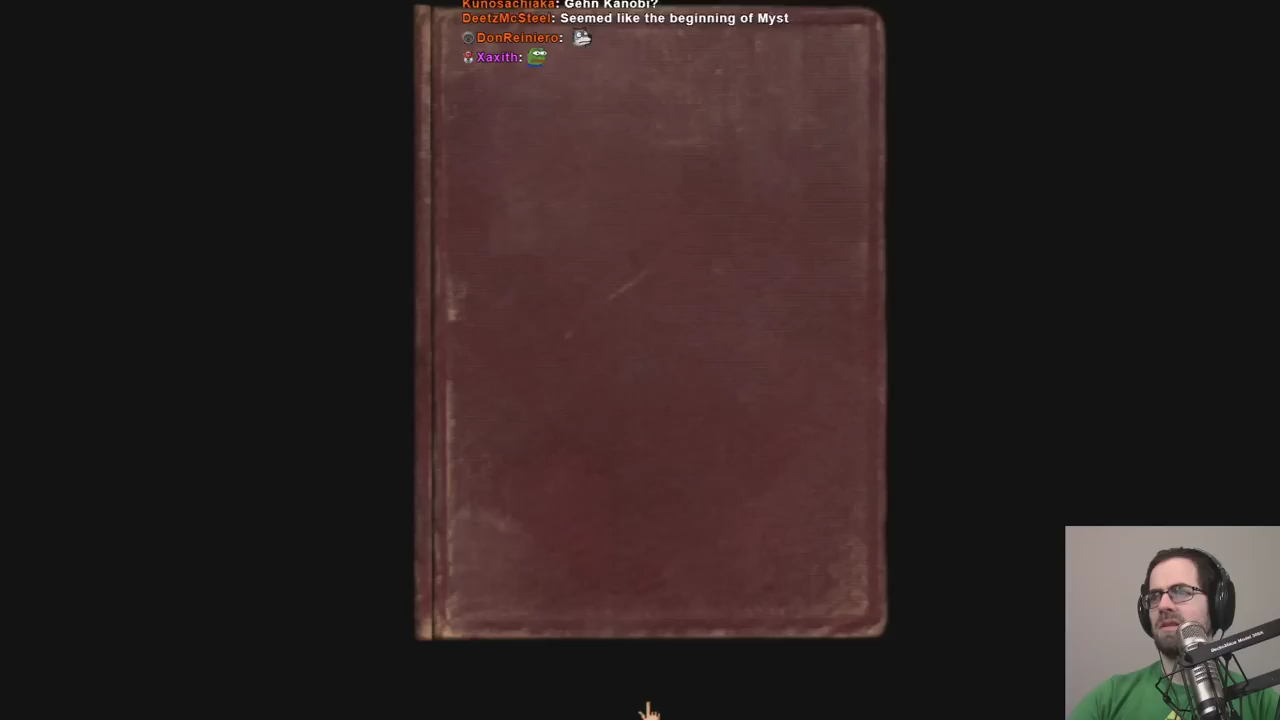 Kunosachiaka: Gehn Kanobi?
DeetzMcSteel: Seemed like the beginning of Myst
DonReiniero:
Xaxith: